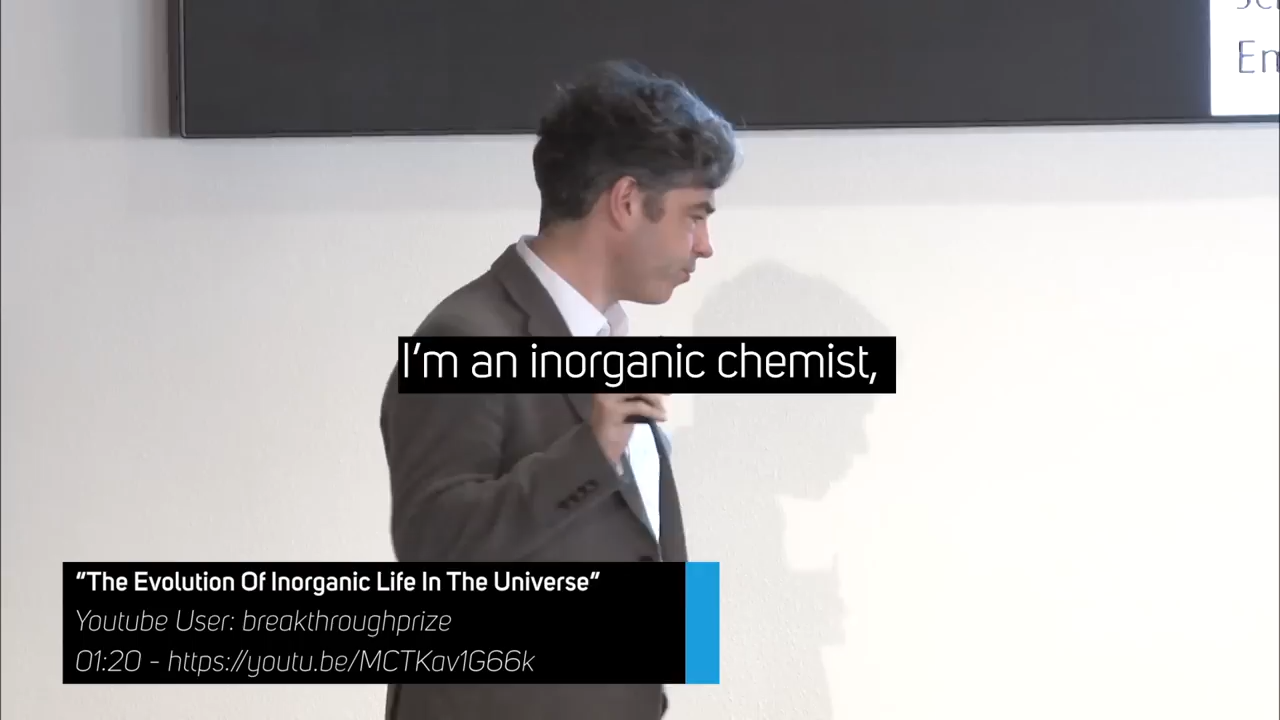 En
I'm an inorganic chemist,
“The Evolution Of Inorganic Life In The Universe”
Youtube User: breakthroughprize
01:20 - https://youtu.be/MCTKav1G66k